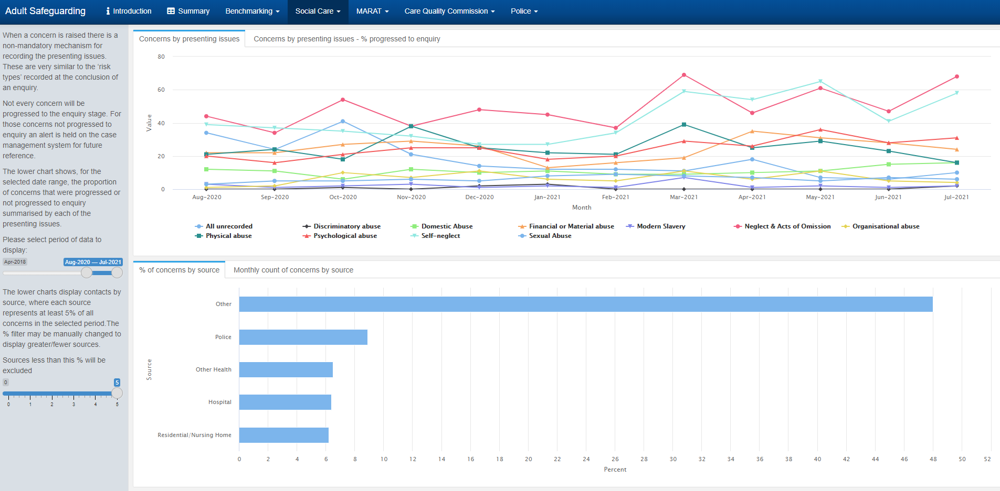 Adult Safeguarding
Introduction
Summary
Benchmarking
Social Care
MARAT
Care Quality Commission
Police
When a concern is raised there is a
non-mandatory mechanism for
recording the presenting issues.
These are very similar to the ‘risk
types’ recorded at the conclusion of
an enquiry.
Not every concern will be
progressed to the enquiry stage. For
those concerns not progressed to
enquiry an alert is held on the case
management system for future
reference.
The lower chart shows, for the
selected date range, the proportion
of concerns that were progressed or
not progressed to enquiry
summarised by each of the
presenting issues.
Please select period of data to
display:
Apr-2018
Aug-2020 — Jul-2021
The lower charts display contacts by
source, where each source
represents at least 5% of all
concerns in the selected period.The
% filter may be manually changed to
display greater/fewer sources.
Sources less than this % will be
excluded
0
5
0 1 2 3 4 5
Concerns by presenting issues
Concerns by presenting issues - % progressed to enquiry
80
60
40
20
0
Value
Aug-2020 Sep-2020 Oct-2020 Nov-2020 Dec-2020 Jan-2021 Feb-2021 Mar-2021 Apr-2021 May-2021 Jun-2021 Jul-2021
Month
All unrecorded Discriminatory abuse Domestic Abuse Financial or Material abuse Modern Slavery Neglect & Acts of Omission Organisational abuse
Physical abuse Psychological abuse Self-neglect Sexual Abuse
% of concerns by source
Monthly count of concerns by source
Source
Other
Police
Other Health
Hospital
Residential/Nursing Home
0 2 4 6 8 10 12 14 16 18 20 22 24 26 28 30 32 34 36 38 40 42 44 46 48 50 52
Percent